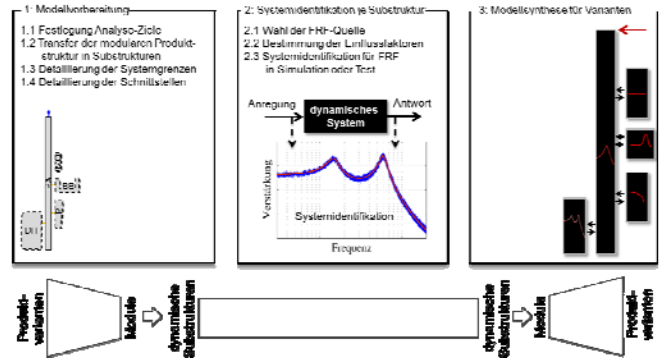 1: Modellvorbereitung
1.1 Festlegung Analyse-Ziele
1.2 Transfer der modularen Produkt-
struktur in Substrukturen
1.3 Detaillierung der Systemgrenzen
1.4 Detaillierung der Schnittstellen
2: Systemidentifikation je Substruktur
2.1 Wahl der FRF-Quelle
2.2 Bestimmung der Einflussfaktoren
2.3 Systemidentifikation für FRF
in Simulation oder Test
Anregung
dynamisches
System
Antwort
Verstärkung
Systemidentifikation
Frequenz
3: Modellsynthese für Varianten
Produkt-
varianten
Module
dynamische
Substrukturen
dynamische
Substrukturen
Module
Produkt-
varianten